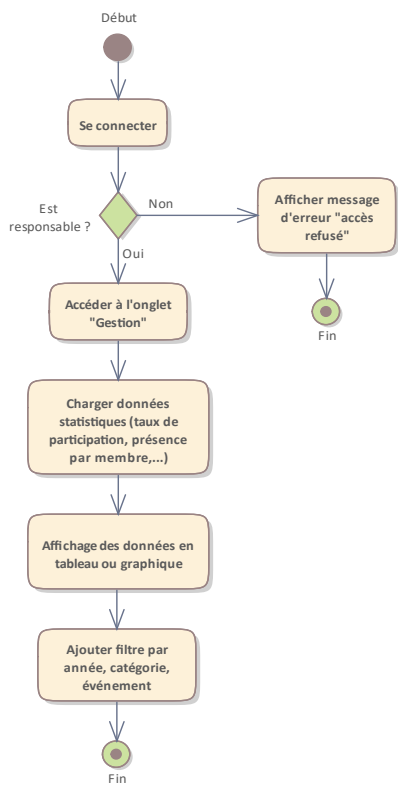 Début
Se connecter
Est
responsable ?
Non
Afficher message
d'erreur "accès
refusé"
Fin
Oui
Accéder à l'onglet
"Gestion"
Charger données
statistiques (taux de
participation, présence
par membre,...)
Affichage des données en
tableau ou graphique
Ajouter filtre par
année, catégorie,
événement
Fin